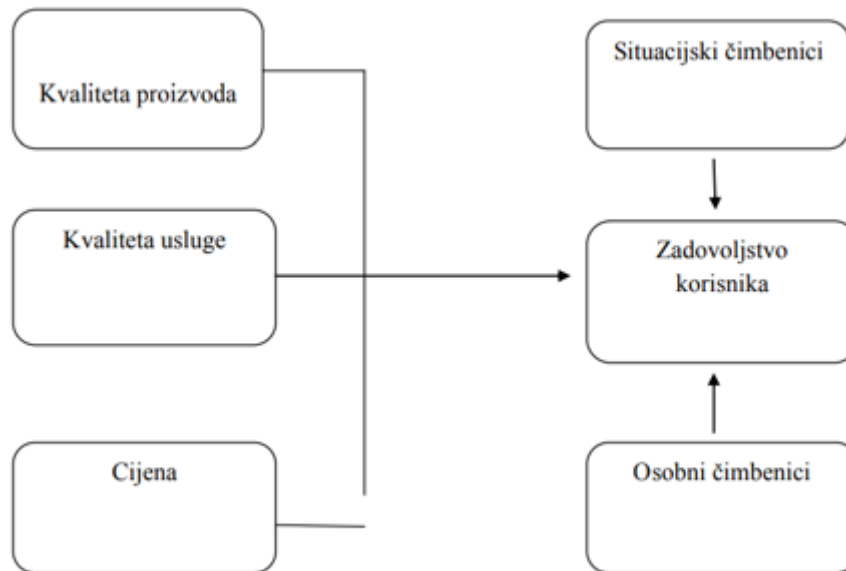 Kvaliteta proizvoda
Situacijski čimbenici
Kvaliteta usluge
Zadovoljstvo
korisnika
Cijena
Osobni čimbenici